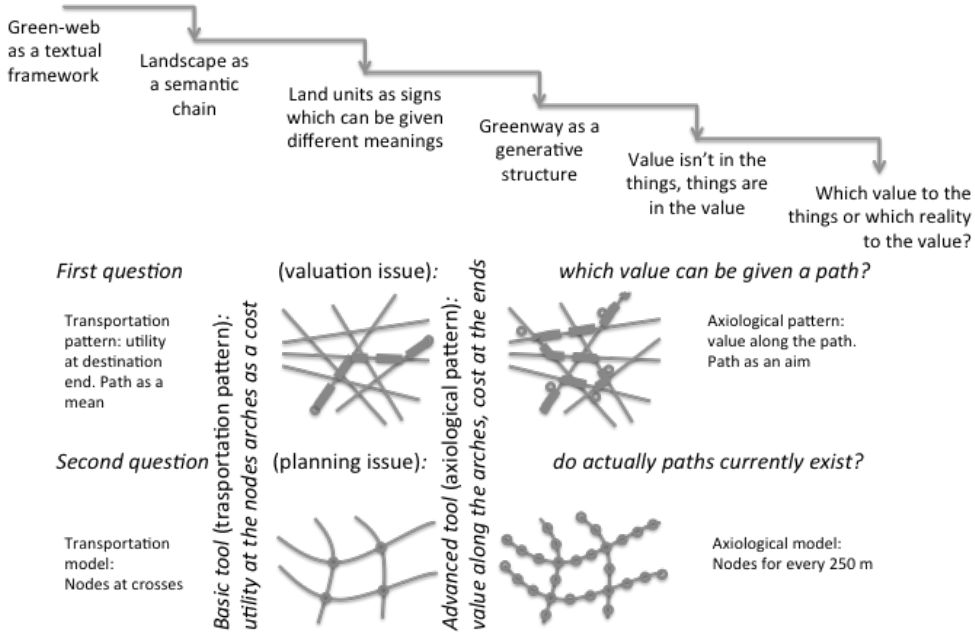 Green-web
as a textual
framework
Landscape as
a semantic
chain
Land units as signs
which can be given
different meanings
Greenway as a
generative
structure
Value isn't in the
things, things are
in the value
Which value to the
things or which reality
to the value?
First question (valuation issue): which value can be given a path?
Transportation
pattern: utility
at destination
end. Path as a
mean
Basic tool (trasportation pattern):
utility at the nodes arches as a cost
Advanced tool (axiological pattern):
value along the arches, cost at the ends
Axiological pattern:
value along the path.
Path as an aim
Second question (planning issue): do actually paths currently exist?
Transportation
model:
Nodes at crosses
Axiological model:
Nodes for every 250 m